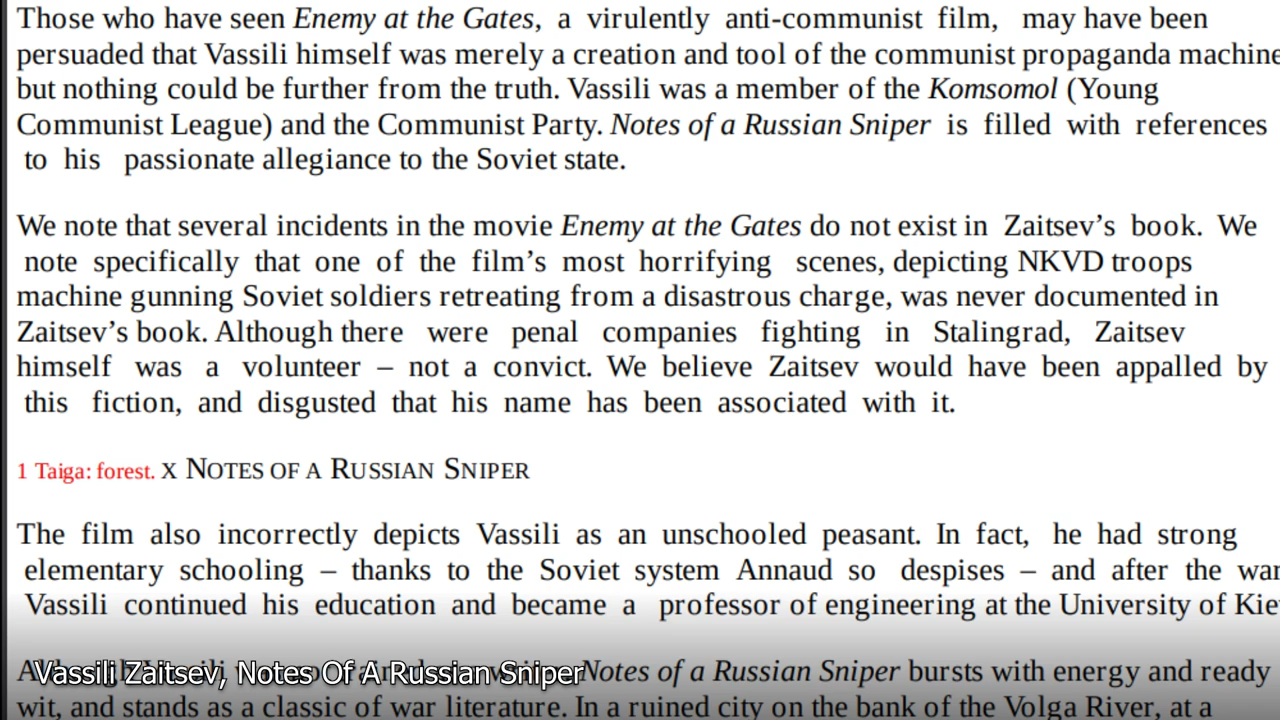 Those who have seen Enemy at the Gates, a virulently anti-communist film, may have been
persuaded that Vassili himself was merely a creation and tool of the communist propaganda machine
but nothing could be further from the truth. Vassili was a member of the Komsomol (Young
Communist League) and the Communist Party. Notes of a Russian Sniper is filled with references
to his passionate allegiance to the Soviet state.
We note that several incidents in the movie Enemy at the Gates do not exist in Zaitsev’s book. We
note specifically that one of the film’s most horrifying scenes, depicting NKVD troops
machine gunning Soviet soldiers retreating from a disastrous charge, was never documented in
Zaitsev’s book. Although there were penal companies fighting in Stalingrad, Zaitsev
himself was a volunteer – not a convict. We believe Zaitsev would have been appalled by
this fiction, and disgusted that his name has been associated with it.
1 Taiga: forest. X NOTES OF A RUSSIAN SNIPER
The film also incorrectly depicts Vassili as an unschooled peasant. In fact, he had strong
elementary schooling – thanks to the Soviet system Annaud so despises – and after the war
Vassili continued his education and became a professor of engineering at the University of Kie
Notes of a Russian Sniper bursts with energy and ready
Vassili Zaitsev, Notes Of A Russian Sniper
wit, and stands as a classic of war literature. In a ruined city on the bank of the Volga River, at a